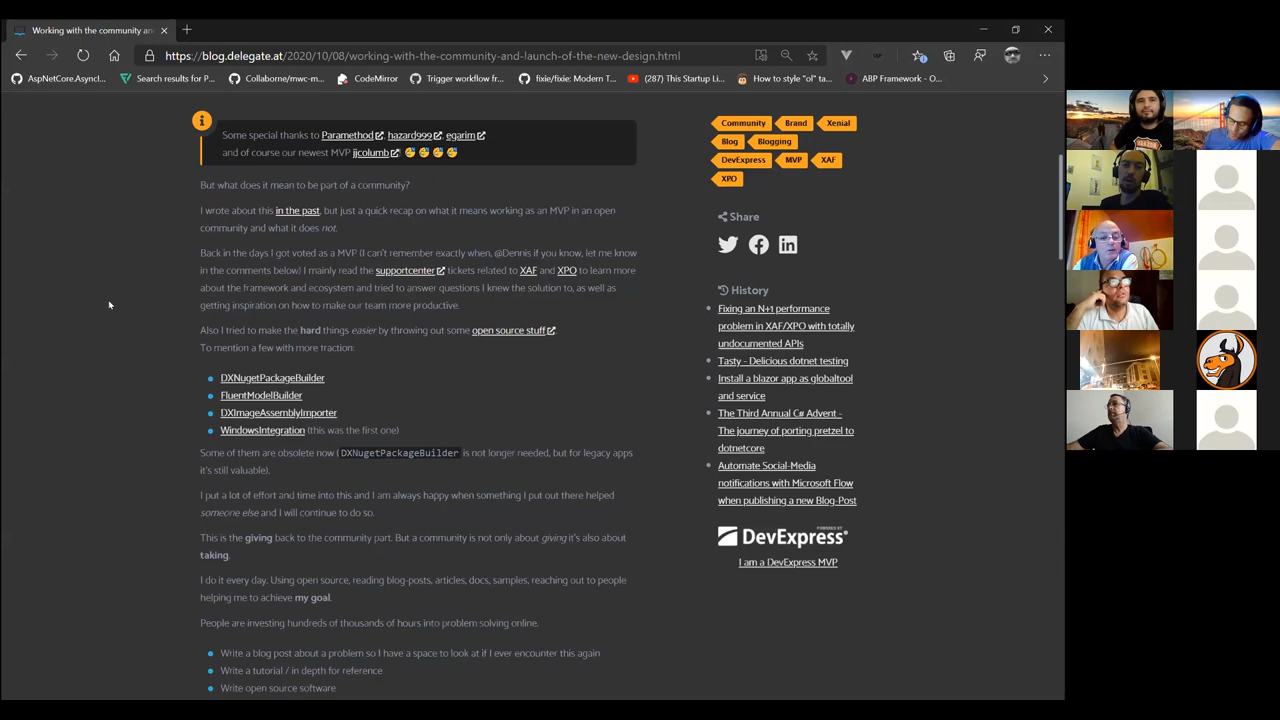 Working with the community an
https://blog.delegate.at/2020/10/08/working-with-the-community-and-launch-of-the-new-design.html
AspNetCore.AsyncI...
Search results for P...
Collaborne/mwc-m...
CodeMirror
Trigger workflow fr...
fixie/fixie: Modern T...
(287) This Startup Li...
How to style "ol" ta...
ABP Framework - O...
Some special thanks to Paramethod, hazard999, egarim
and of course our newest MVP jjcolumb!
But what does it mean to be part of a community?
I wrote about this in the past, but just a quick recap on what it means working as an MVP in an open
community and what it does not.
Back in the days I got voted as a MVP (I can't remember exactly when, @Dennis if you know, let me know
in the comments below) I mainly read the supportcenter tickets related to XAF and XPO to learn more
about the framework and ecosystem and tried to answer questions I knew the solution to, as well as
getting inspiration on how to make our team more productive.
Also I tried to make the hard things easier by throwing out some open source stuff.
To mention a few with more traction:
DXNugetPackageBuilder
FluentModelBuilder
DXImageAssemblyImporter
WindowsIntegration (this was the first one)
Some of them are obsolete now (DXNugetPackageBuilder is not longer needed, but for legacy apps
it's still valuable).
I put a lot of effort and time into this and I am always happy when something I put out there helped
someone else and I will continue to do so.
This is the giving back to the community part. But a community is not only about giving it's also about
taking.
I do it every day. Using open source, reading blog-posts, articles, docs, samples, reaching out to people
helping me to achieve my goal.
People are investing hundreds of thousands of hours into problem solving online.
Write a blog post about a problem so I have a space to look at if I ever encounter this again
Write a tutorial / in depth for reference
Write open source software
Community Brand Xenial
Blog Blogging
DevExpress MVP XAF
XPO
Share
History
Fixing an N+1 performance
problem in XAF/XPO with totally
undocumented APIs
Tasty - Delicious dotnet testing
Install a blazor app as globaltool
and service
The Third Annual C# Advent -
The journey of porting pretzel to
dotnetcore
Automate Social-Media
notifications with Microsoft Flow
when publishing a new Blog-Post
POWERED BY
DevExpress
I am a DevExpress MVP